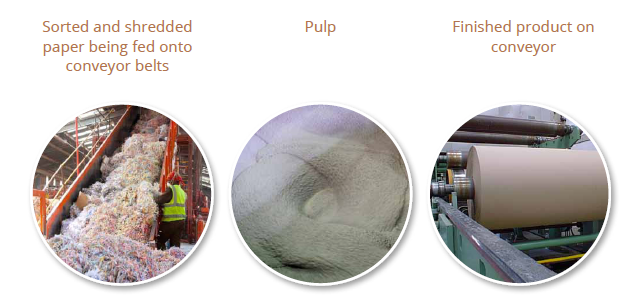 Sorted and shredded
paper being fed onto
conveyor belts
Pulp
Finished product on
conveyor